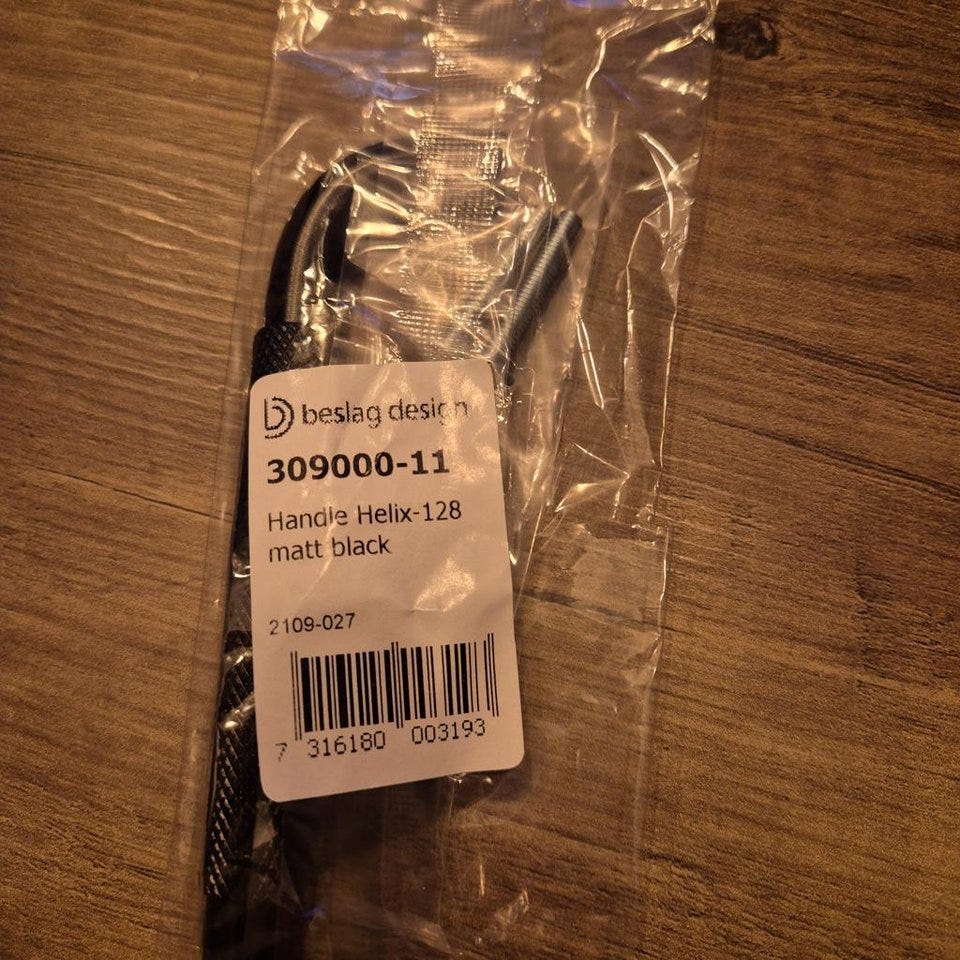 beslag design
309000-11
Handle Helix-128
matt black
2109-027
7 316180 003193